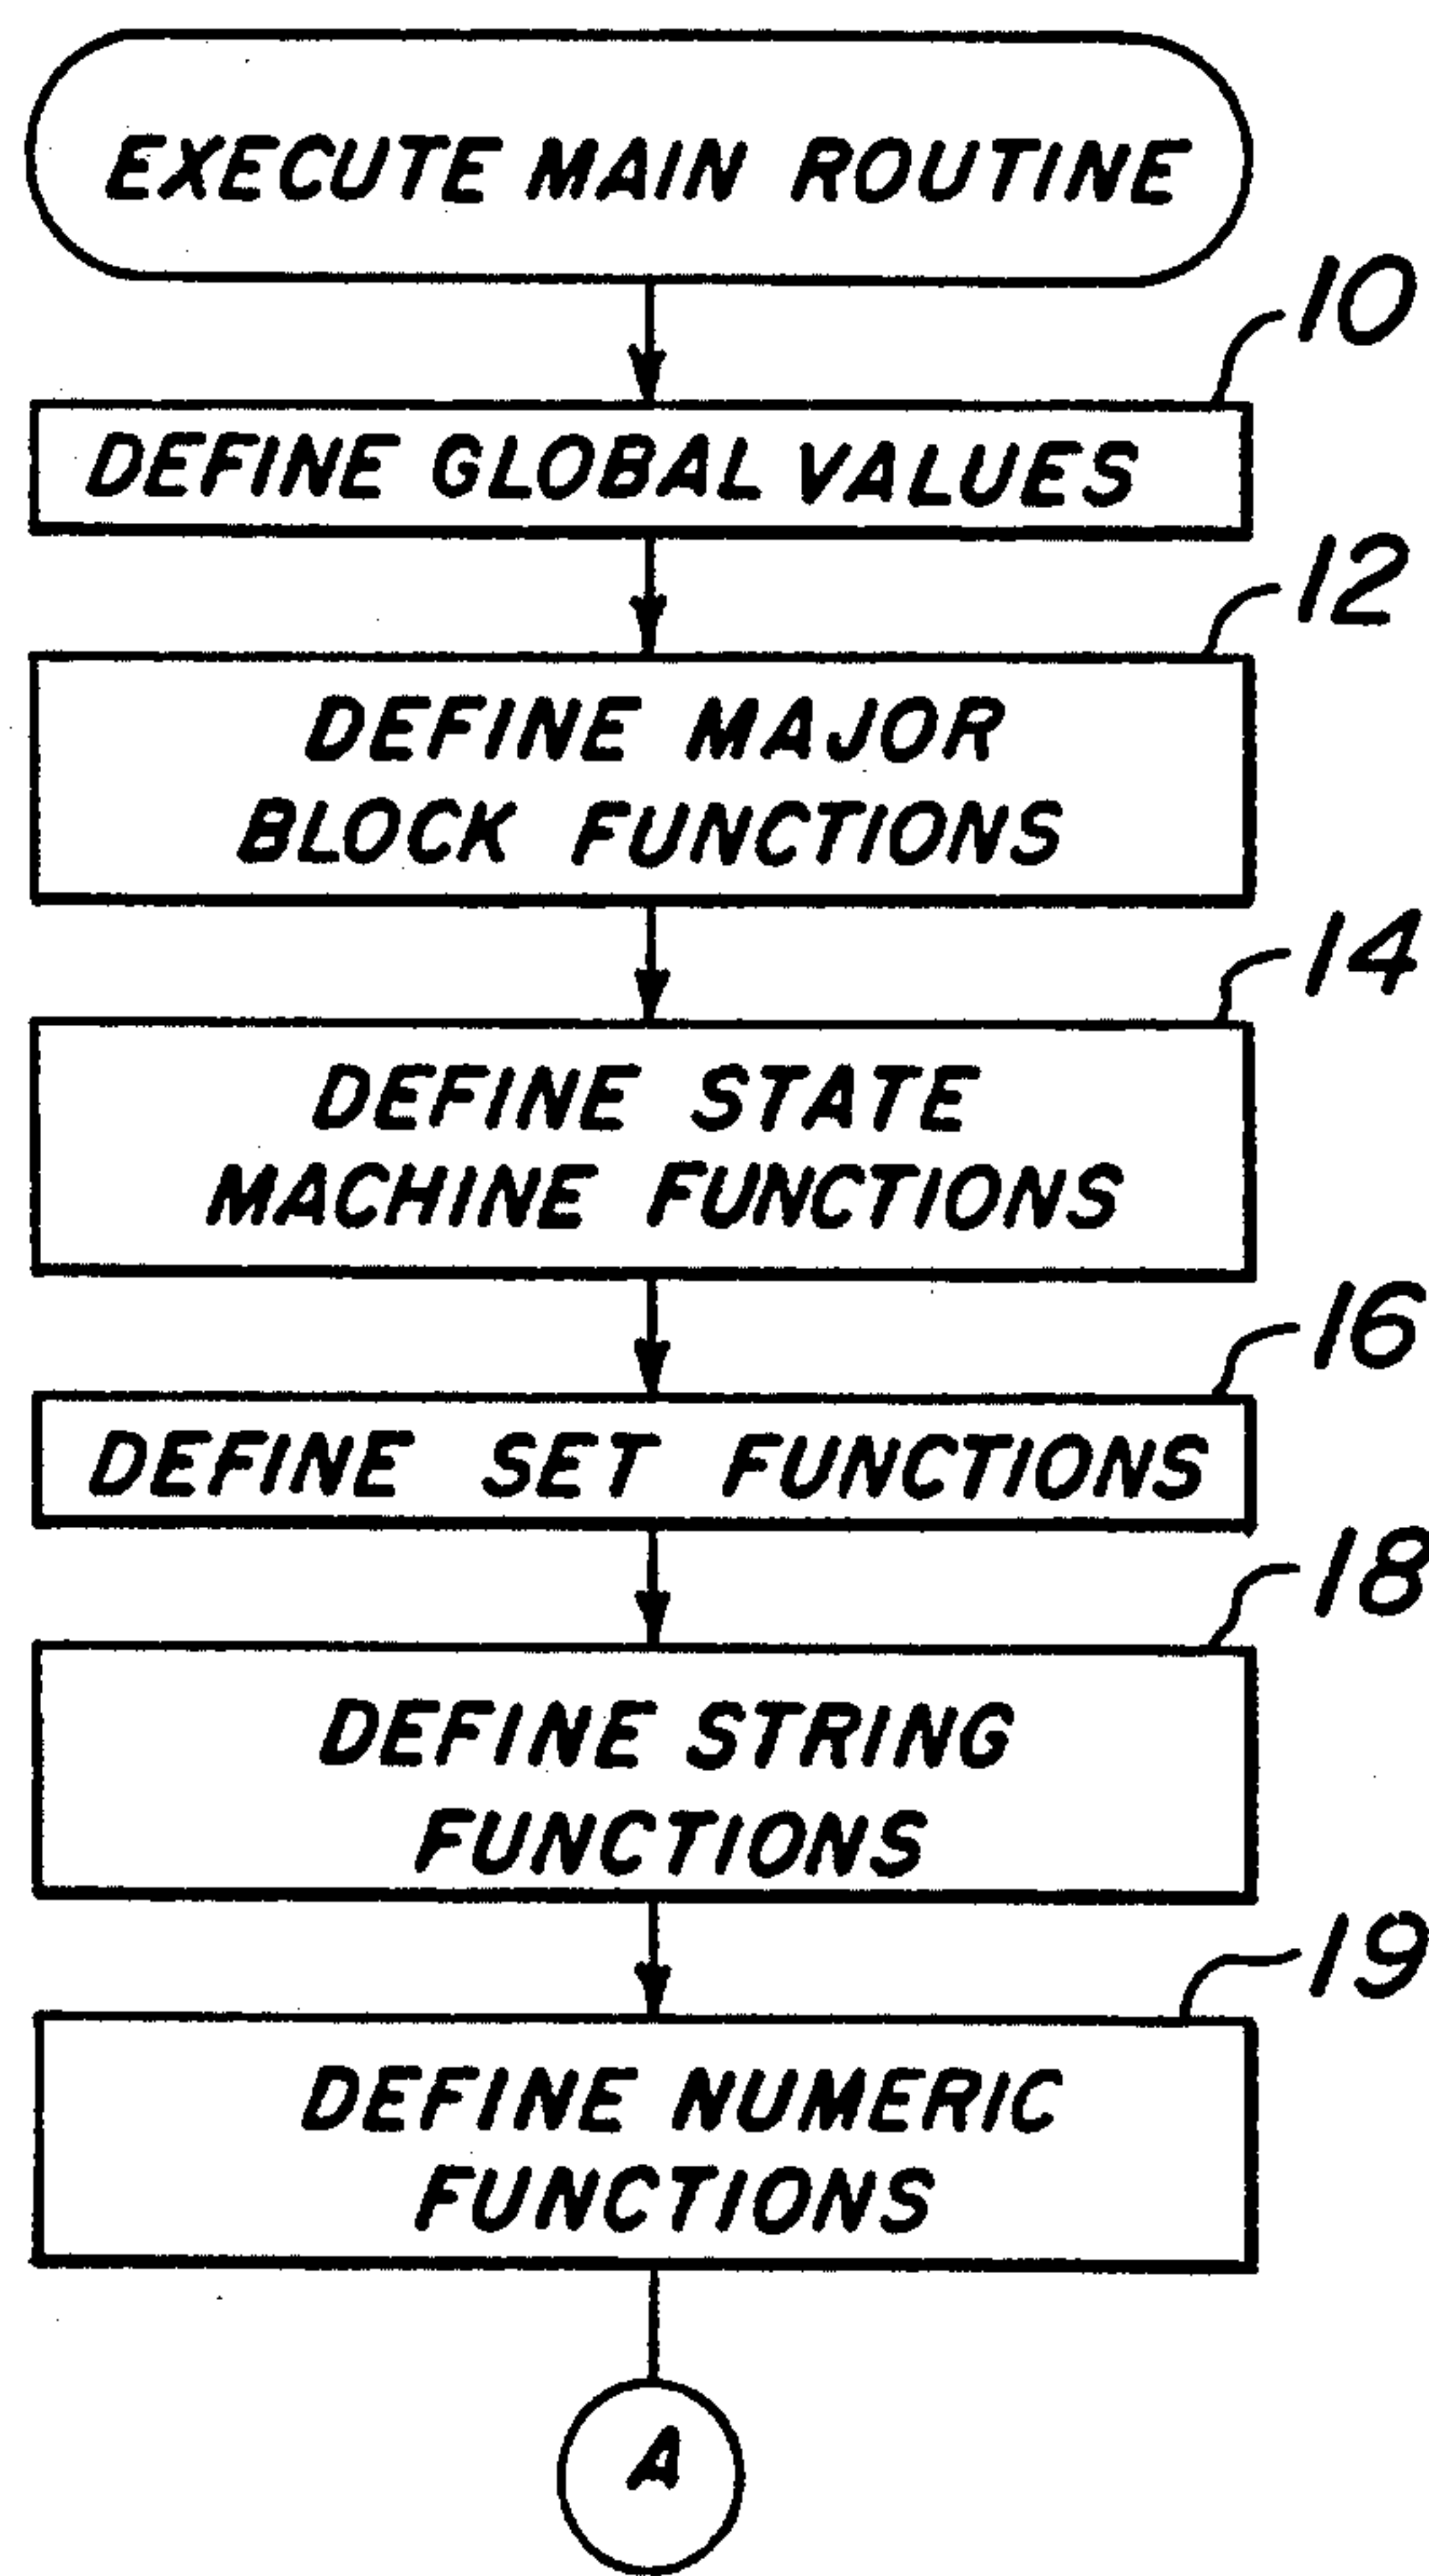 EXECUTE MAIN ROUTINE
10
DEFINE GLOBAL VALUES
12
DEFINE MAJOR
BLOCK FUNCTIONS
14
DEFINE STATE
MACHINE FUNCTIONS
16
DEFINE SET FUNCTIONS
18
DEFINE STRING
FUNCTIONS
19
DEFINE NUMERIC
FUNCTIONS
A